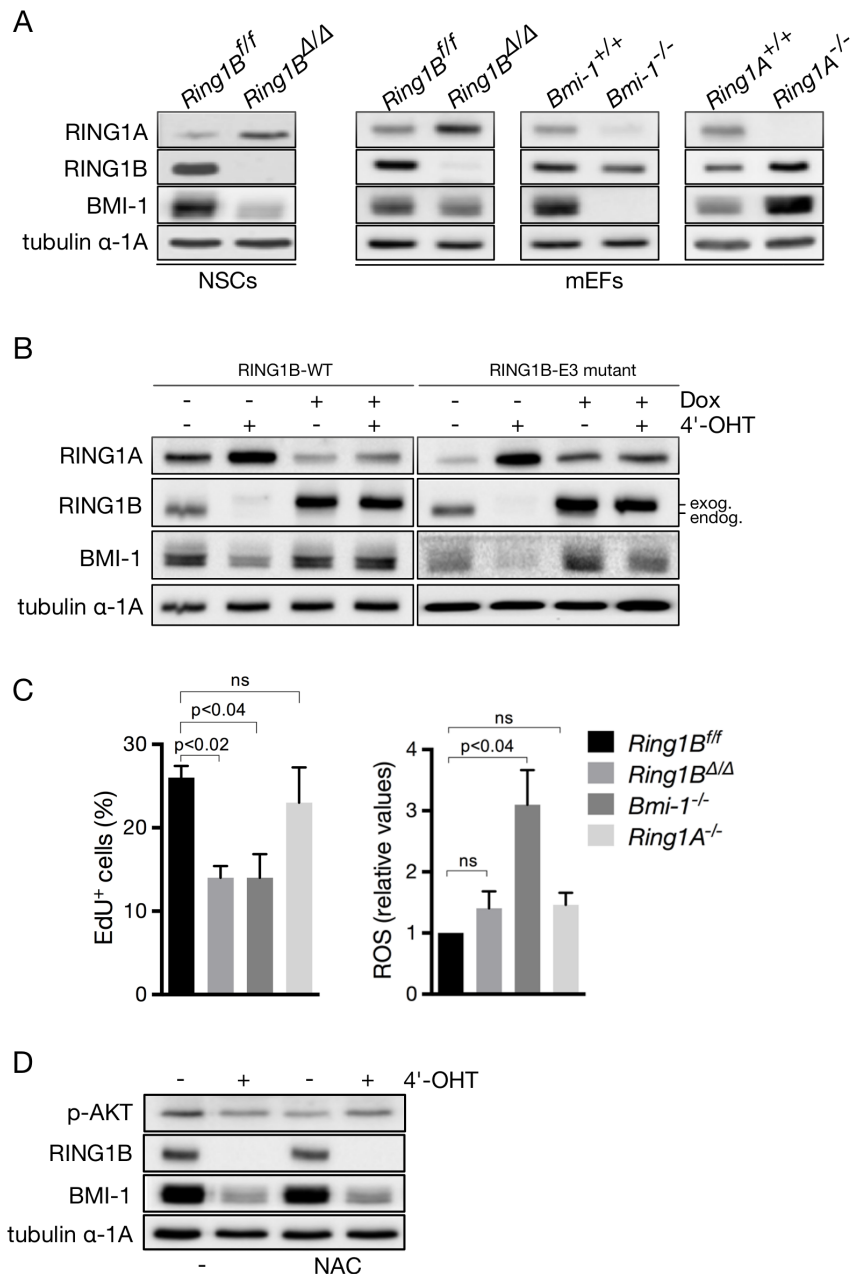 A
Ring1B^f/f Ring1B^Δ/Δ Ring1B^f/f Ring1B^Δ/Δ Bmi-1^+/+ Bmi-1^-/- Ring1A^+/+ Ring1A^-/-
RING1A
RING1B
BMI-1
tubulin α-1A
NSCs mEFs
B
RING1B-WT RING1B-E3 mutant
- - + + - - + + Dox
- + - + - + - + 4'-OHT
RING1A
RING1B
exog.
endog.
BMI-1
tubulin α-1A
C
ns
p<0.04
p<0.02
30
20
10
0
EdU+ cells (%)
ns
p<0.04
ns
4
3
2
1
0
ROS (relative values)
Ring1B^f/f
Ring1B^Δ/Δ
Bmi-1^-/-
Ring1A^-/-
D
- + - + 4'-OHT
p-AKT
RING1B
BMI-1
tubulin α-1A
- NAC